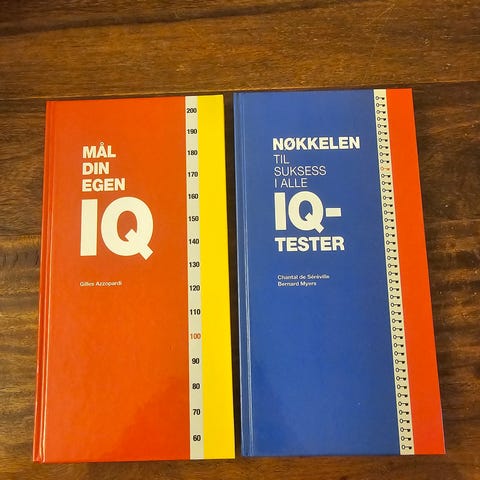 MÅL
DIN
EGEN
IQ
Gilles Azzopardi
200
190
180
170
160
150
140
130
120
110
100
90
80
70
60
NØKKELEN
TIL
SUKSESS
I ALLE
IQ-
TESTER
Chantal de Séréville
Bernard Myers